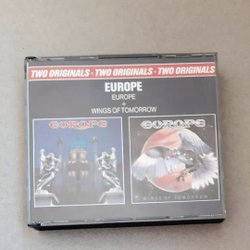 TWO ORIGINALS · TWO ORIGINALS · TWO ORIGINALS
EUROPE
EUROPE
+
WINGS OF TOMORROW
EUROPE
EUROPE
WINGS OF TOMORROW